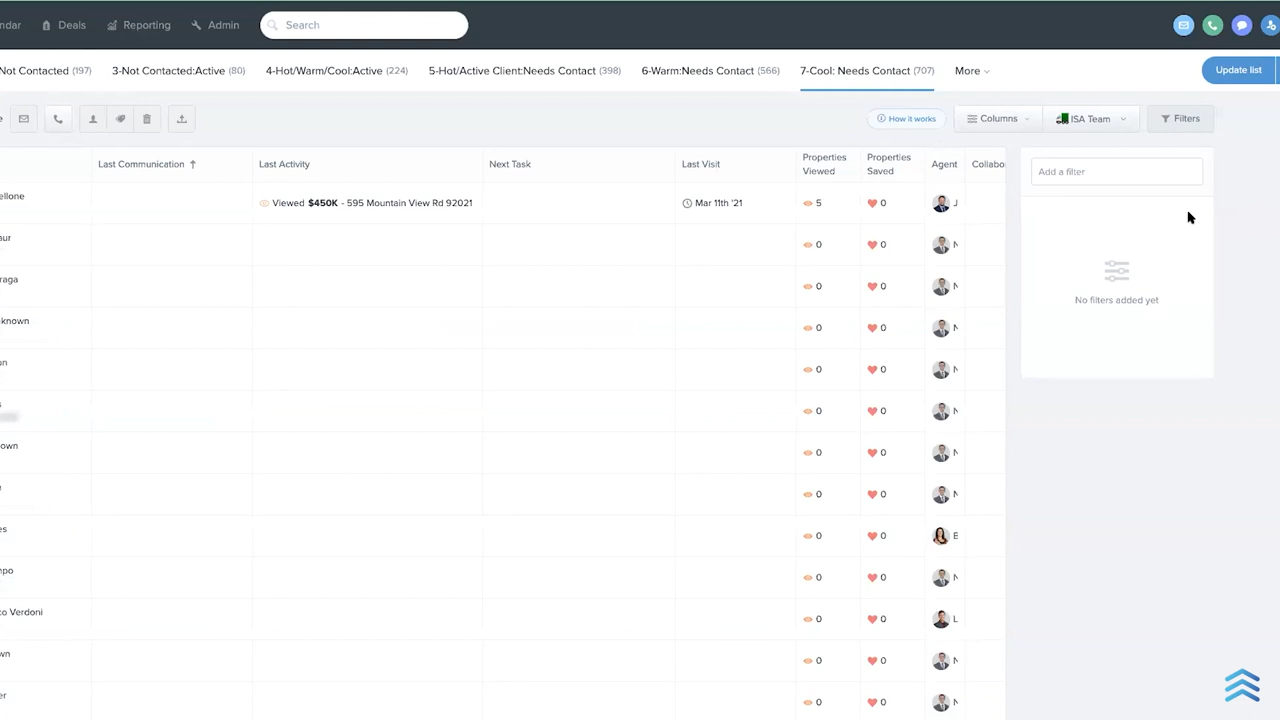 ndar Deals Reporting Admin Search
Not Contacted (197) 3-Not Contacted:Active (80) 4-Hot/Warm/Cool:Active (224) 5-Hot/Active Client:Needs Contact (398) 6-Warm:Needs Contact (566) 7-Cool: Needs Contact (707) More Update list
e How it works Columns ISA Team Filters
Last Communication Last Activity Next Task Last Visit Properties Viewed Properties Saved Agent Collabo
Add a filter
ellone Viewed $450K - 595 Mountain View Rd 92021 Mar 11th '21 5 0 J
aur 0 0 N
raga 0 0 N
No filters added yet
known 0 0 N
on 0 0 N
s 0 0 N
own 0 0 N
e 0 0 N
es 0 0 E
mpo 0 0 N
co Verdoni 0 0 L
wn 0 0 N
er 0 0 N